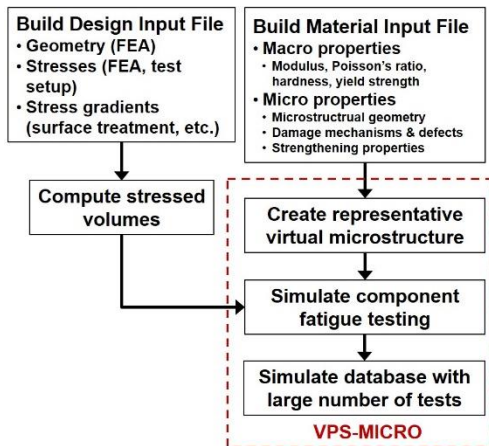 Build Design Input File
• Geometry (FEA)
• Stresses (FEA, test
setup)
• Stress gradients
(surface treatment, etc.)
Build Material Input File
• Macro properties
• Modulus, Poisson's ratio,
hardness, yield strength
• Micro properties
• Microstructrual geometry
• Damage mechanisms & defects
• Strengthening properties
Compute stressed
volumes
Create representative
virtual microstructure
Simulate component
fatigue testing
Simulate database with
large number of tests
VPS-MICRO